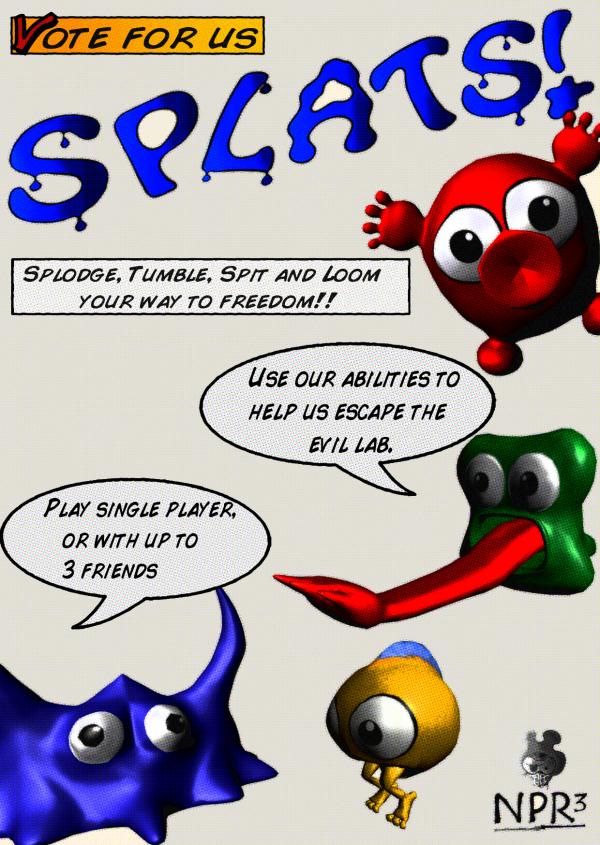 VOTE FOR US
SPLATS!
SPLODGE, TUMBLE, SPIT AND LOOM
YOUR WAY TO FREEDOM!!
USE OUR ABILITIES TO
HELP US ESCAPE THE
EVIL LAB.
PLAY SINGLE PLAYER,
OR WITH UP TO
3 FRIENDS
NPR³